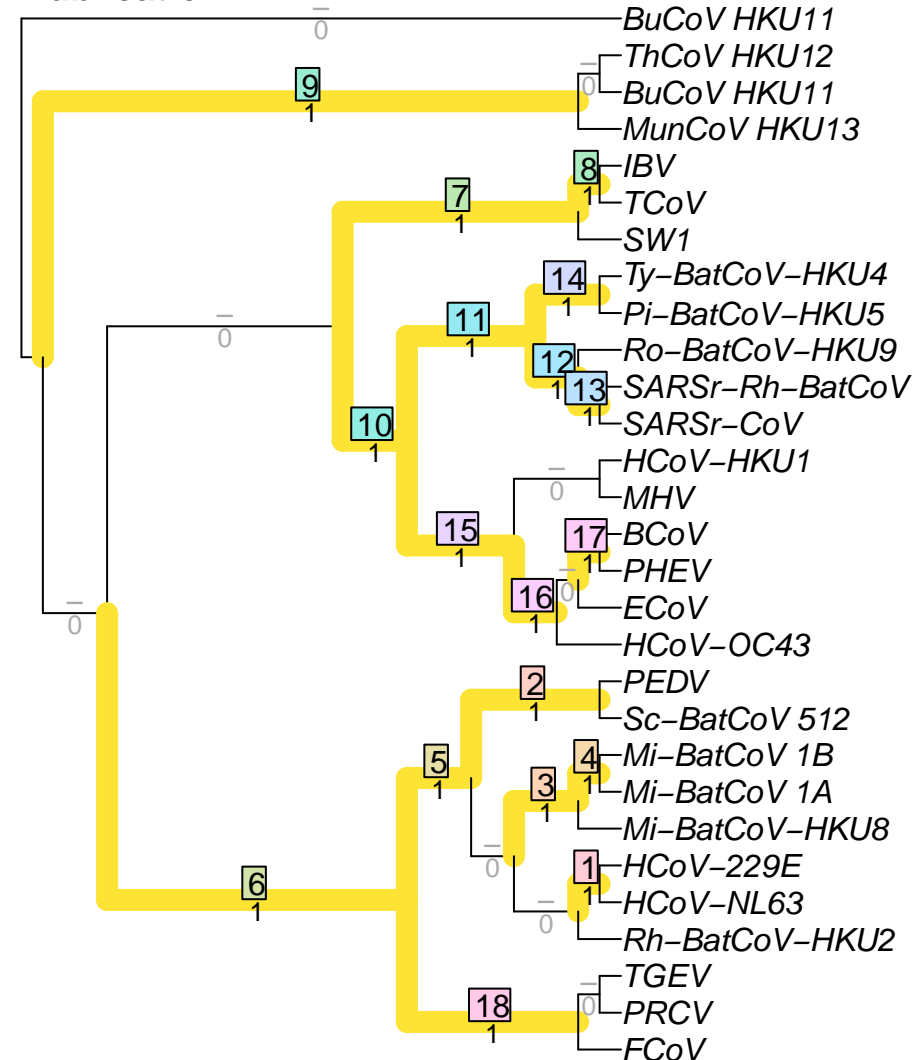 –
0
BuCoV HKU11
ThCoV HKU12
–
0
9
1
BuCoV HKU11
MunCoV HKU13
IBV
8
1
7
1
TCoV
SW1
14
1
Ty–BatCoV–HKU4
Pi–BatCoV–HKU5
–
0
11
1
12
1
Ro–BatCoV–HKU9
13
1
SARSr–Rh–BatCoV
SARSr–CoV
10
1
HCoV–HKU1
–
0
MHV
15
1
17
1
BCoV
PHEV
–
0
16
1
ECoV
–
0
HCoV–OC43
2
1
PEDV
Sc–BatCoV 512
5
1
4
1
Mi–BatCoV 1B
3
1
Mi–BatCoV 1A
Mi–BatCoV–HKU8
–
0
1
1
HCoV–229E
6
1
HCoV–NL63
–
0
Rh–BatCoV–HKU2
TGEV
–
0
18
1
PRCV
FCoV